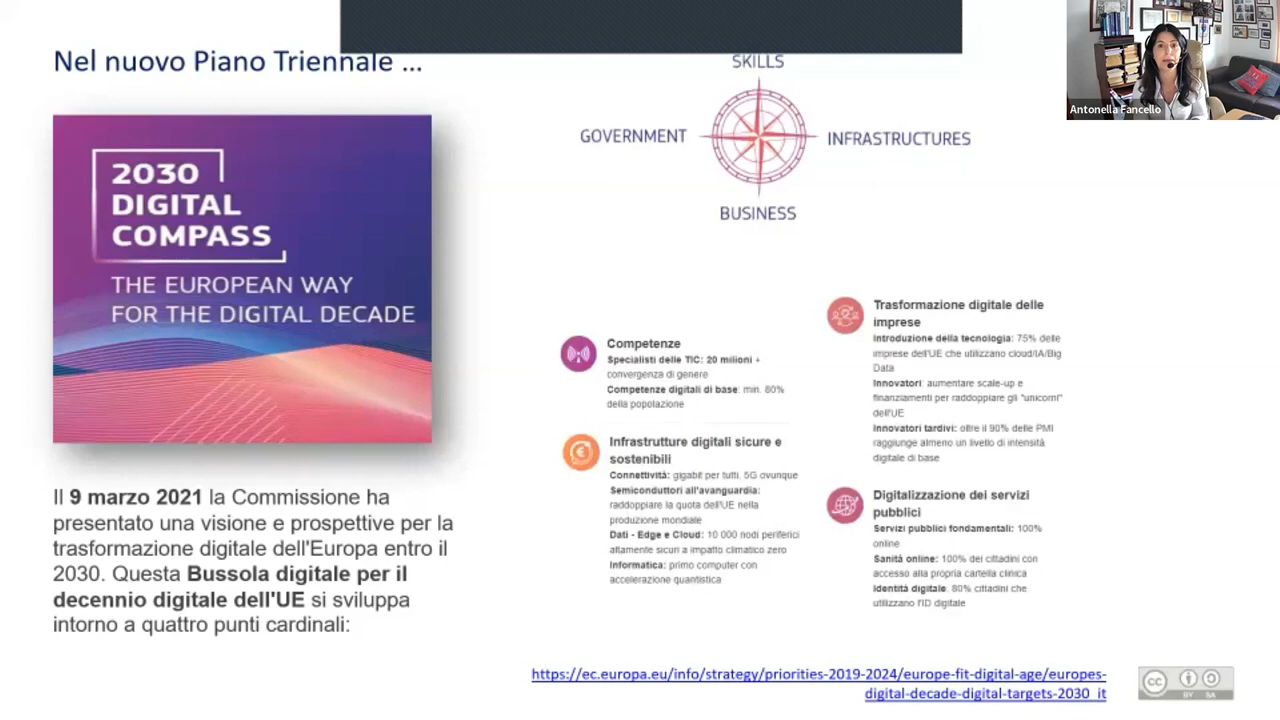 Nel nuovo Piano Triennale ...
2030
DIGITAL
COMPASS
THE EUROPEAN WAY
FOR THE DIGITAL DECADE
Il 9 marzo 2021 la Commissione ha
presentato una visione e prospettive per la
trasformazione digitale dell'Europa entro il
2030. Questa Bussola digitale per il
decennio digitale dell'UE si sviluppa
intorno a quattro punti cardinali:
SKILLS
GOVERNMENT
INFRASTRUCTURES
BUSINESS
Competenze
Specialisti delle TIC: 20 milioni +
convergenza di genere
Competenze digitali di base: min. 80%
della popolazione
Infrastrutture digitali sicure e
sostenibili
Connettività: gigabit per tutti, 5G ovunque
Semiconduttori all'avanguardia:
raddoppiare la quota dell'UE nella
produzione mondiale
Dati - Edge e Cloud: 10 000 nodi periferici
altamente sicuri a impatto climatico zero
Informatica: primo computer con
accelerazione quantistica
Trasformazione digitale delle
imprese
Introduzione della tecnologia: 75% delle
imprese dell'UE che utilizzano cloud/IA/Big
Data
Innovatori: aumentare scale-up e
finanziamenti per raddoppiare gli "unicorni"
dell'UE
Innovatori tardivi: oltre il 90% delle PMI
raggiunge almeno un livello di intensità
digitale di base
Digitalizzazione dei servizi
pubblici
Servizi pubblici fondamentali: 100%
online
Sanità online: 100% dei cittadini con
accesso alla propria cartella clinica
Identità digitale: 80% cittadini che
utilizzano l'ID digitale
https://ec.europa.eu/info/strategy/priorities-2019-2024/europe-fit-digital-age/europes-
digital-decade-digital-targets-2030_it
cc
BY SA
Antonella Fancello